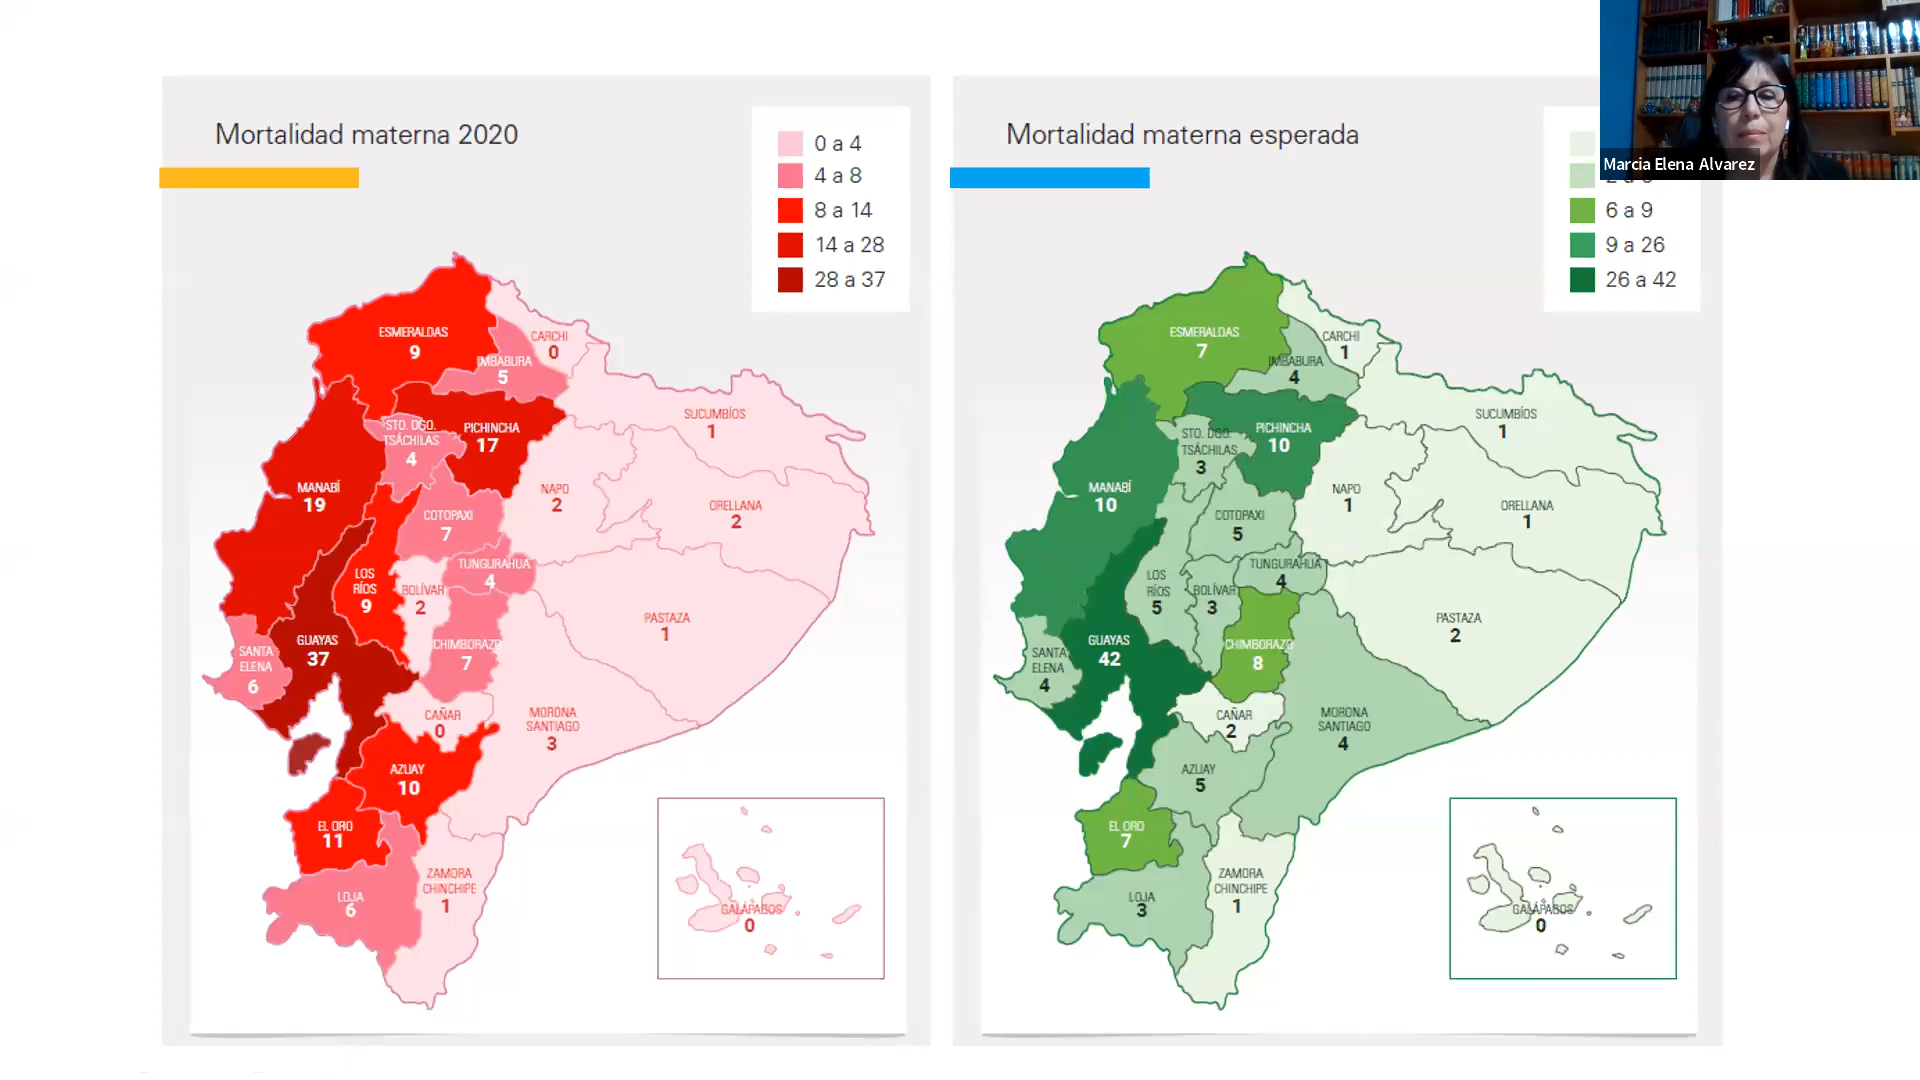 Mortalidad materna 2020
0 a 4
4 a 8
8 a 14
14 a 28
28 a 37
ESMERALDAS
9
CARCHI
0
IMBABURA
5
SUCUMBÍOS
1
STO. DGO.
TSÁCHILAS
4
PICHINCHA
17
MANABÍ
19
NAPO
2
ORELLANA
2
COTOPAXI
7
TUNGURAHUA
4
LOS
RÍOS
9
BOLÍVAR
2
PASTAZA
1
GUAYAS
37
CHIMBORAZO
7
SANTA
ELENA
6
CAÑAR
0
MORONA
SANTIAGO
3
AZUAY
10
EL ORO
11
LOJA
6
ZAMORA
CHINCHIPE
1
GALÁPAGOS
0
Mortalidad materna esperada
6 a 9
9 a 26
26 a 42
ESMERALDAS
7
CARCHI
1
IMBABURA
4
SUCUMBÍOS
1
STO. DGO.
TSÁCHILAS
3
PICHINCHA
10
MANABÍ
10
NAPO
1
ORELLANA
1
COTOPAXI
5
TUNGURAHUA
4
LOS
RÍOS
5
BOLÍVAR
3
PASTAZA
2
GUAYAS
42
CHIMBORAZO
8
SANTA
ELENA
4
CAÑAR
2
MORONA
SANTIAGO
4
AZUAY
5
EL ORO
7
LOJA
3
ZAMORA
CHINCHIPE
1
GALÁPAGOS
0
Marcia Elena Alvarez